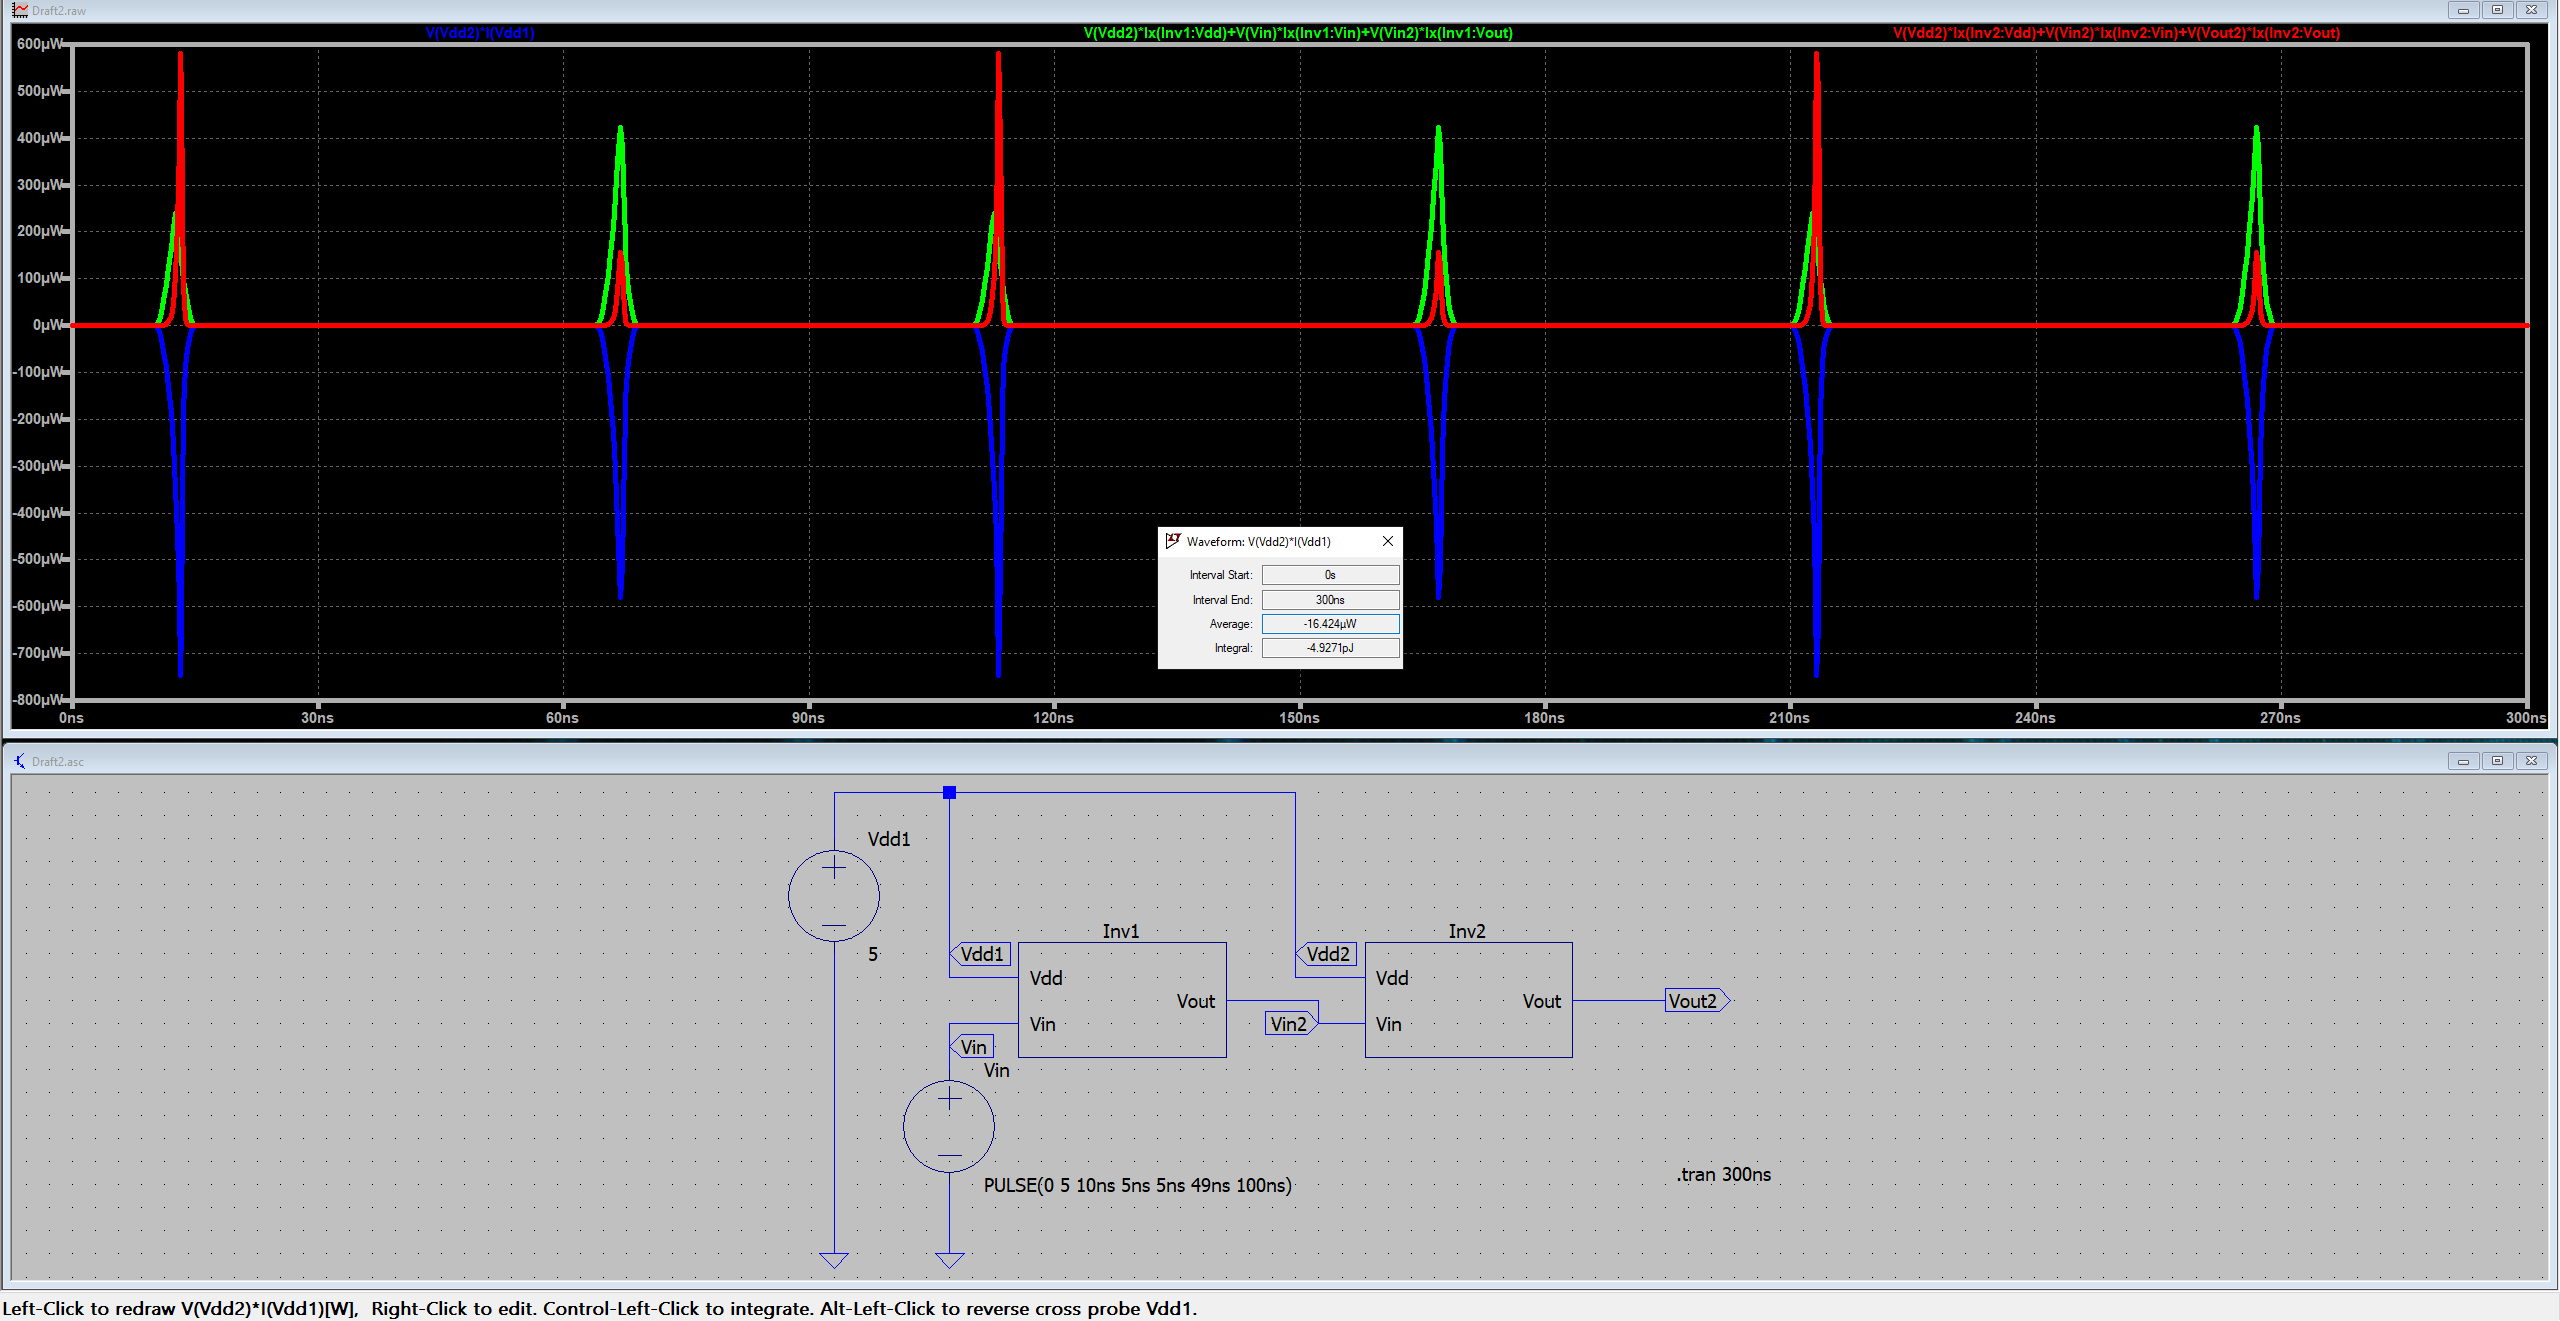 Draft2.raw
V(Vdd2)*I(Vdd1)
V(Vdd2)*Ix(Inv1:Vdd)+V(Vin)*Ix(Inv1:Vin)+V(Vin2)*Ix(Inv1:Vout)
V(Vdd2)*Ix(Inv2:Vdd)+V(Vin2)*Ix(Inv2:Vin)+V(Vout2)*Ix(Inv2:Vout)
600µW
500µW
400µW
300µW
200µW
100µW
0µW
-100µW
-200µW
-300µW
-400µW
-500µW
-600µW
-700µW
-800µW
0ns
30ns
60ns
90ns
120ns
150ns
180ns
210ns
240ns
270ns
300ns
Waveform: V(Vdd2)*I(Vdd1)
Interval Start: 0s
Interval End: 300ns
Average: -16.424µW
Integral: -4.9271pJ
Draft2.asc
Vdd1
5
Inv1
Inv2
Vdd1
Vdd
Vdd2
Vdd
Vout
Vout
Vout2
Vin
Vin2
Vin
Vin
Vin
PULSE(0 5 10ns 5ns 5ns 49ns 100ns)
.tran 300ns
Left-Click to redraw V(Vdd2)*I(Vdd1)[W], Right-Click to edit. Control-Left-Click to integrate. Alt-Left-Click to reverse cross probe Vdd1.